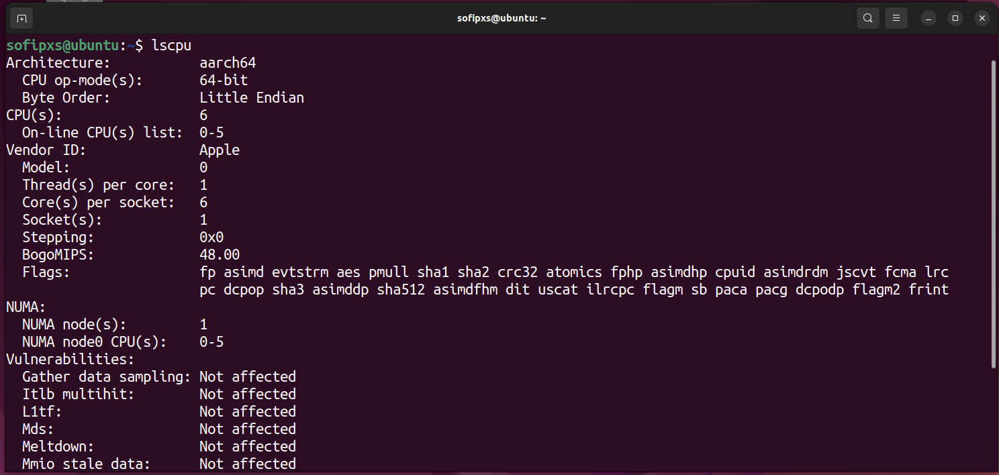 sofipxs@ubuntu: ~
sofipxs@ubuntu:~$ lscpu
Architecture: aarch64
CPU op-mode(s): 64-bit
Byte Order: Little Endian
CPU(s): 6
On-line CPU(s) list: 0-5
Vendor ID: Apple
Model: 0
Thread(s) per core: 1
Core(s) per socket: 6
Socket(s): 1
Stepping: 0x0
BogoMIPS: 48.00
Flags: fp asimd evtstrm aes pmull sha1 sha2 crc32 atomics fphp asimdhp cpuid asimdrdm jscvt fcma lrc
pc dcpop sha3 asimddp sha512 asimdfhm dit uscat ilrcpc flagm sb paca pacg dcpodp flagm2 frint
NUMA:
NUMA node(s): 1
NUMA node0 CPU(s): 0-5
Vulnerabilities:
Gather data sampling: Not affected
Itlb multihit: Not affected
L1tf: Not affected
Mds: Not affected
Meltdown: Not affected
Mmio stale data: Not affected